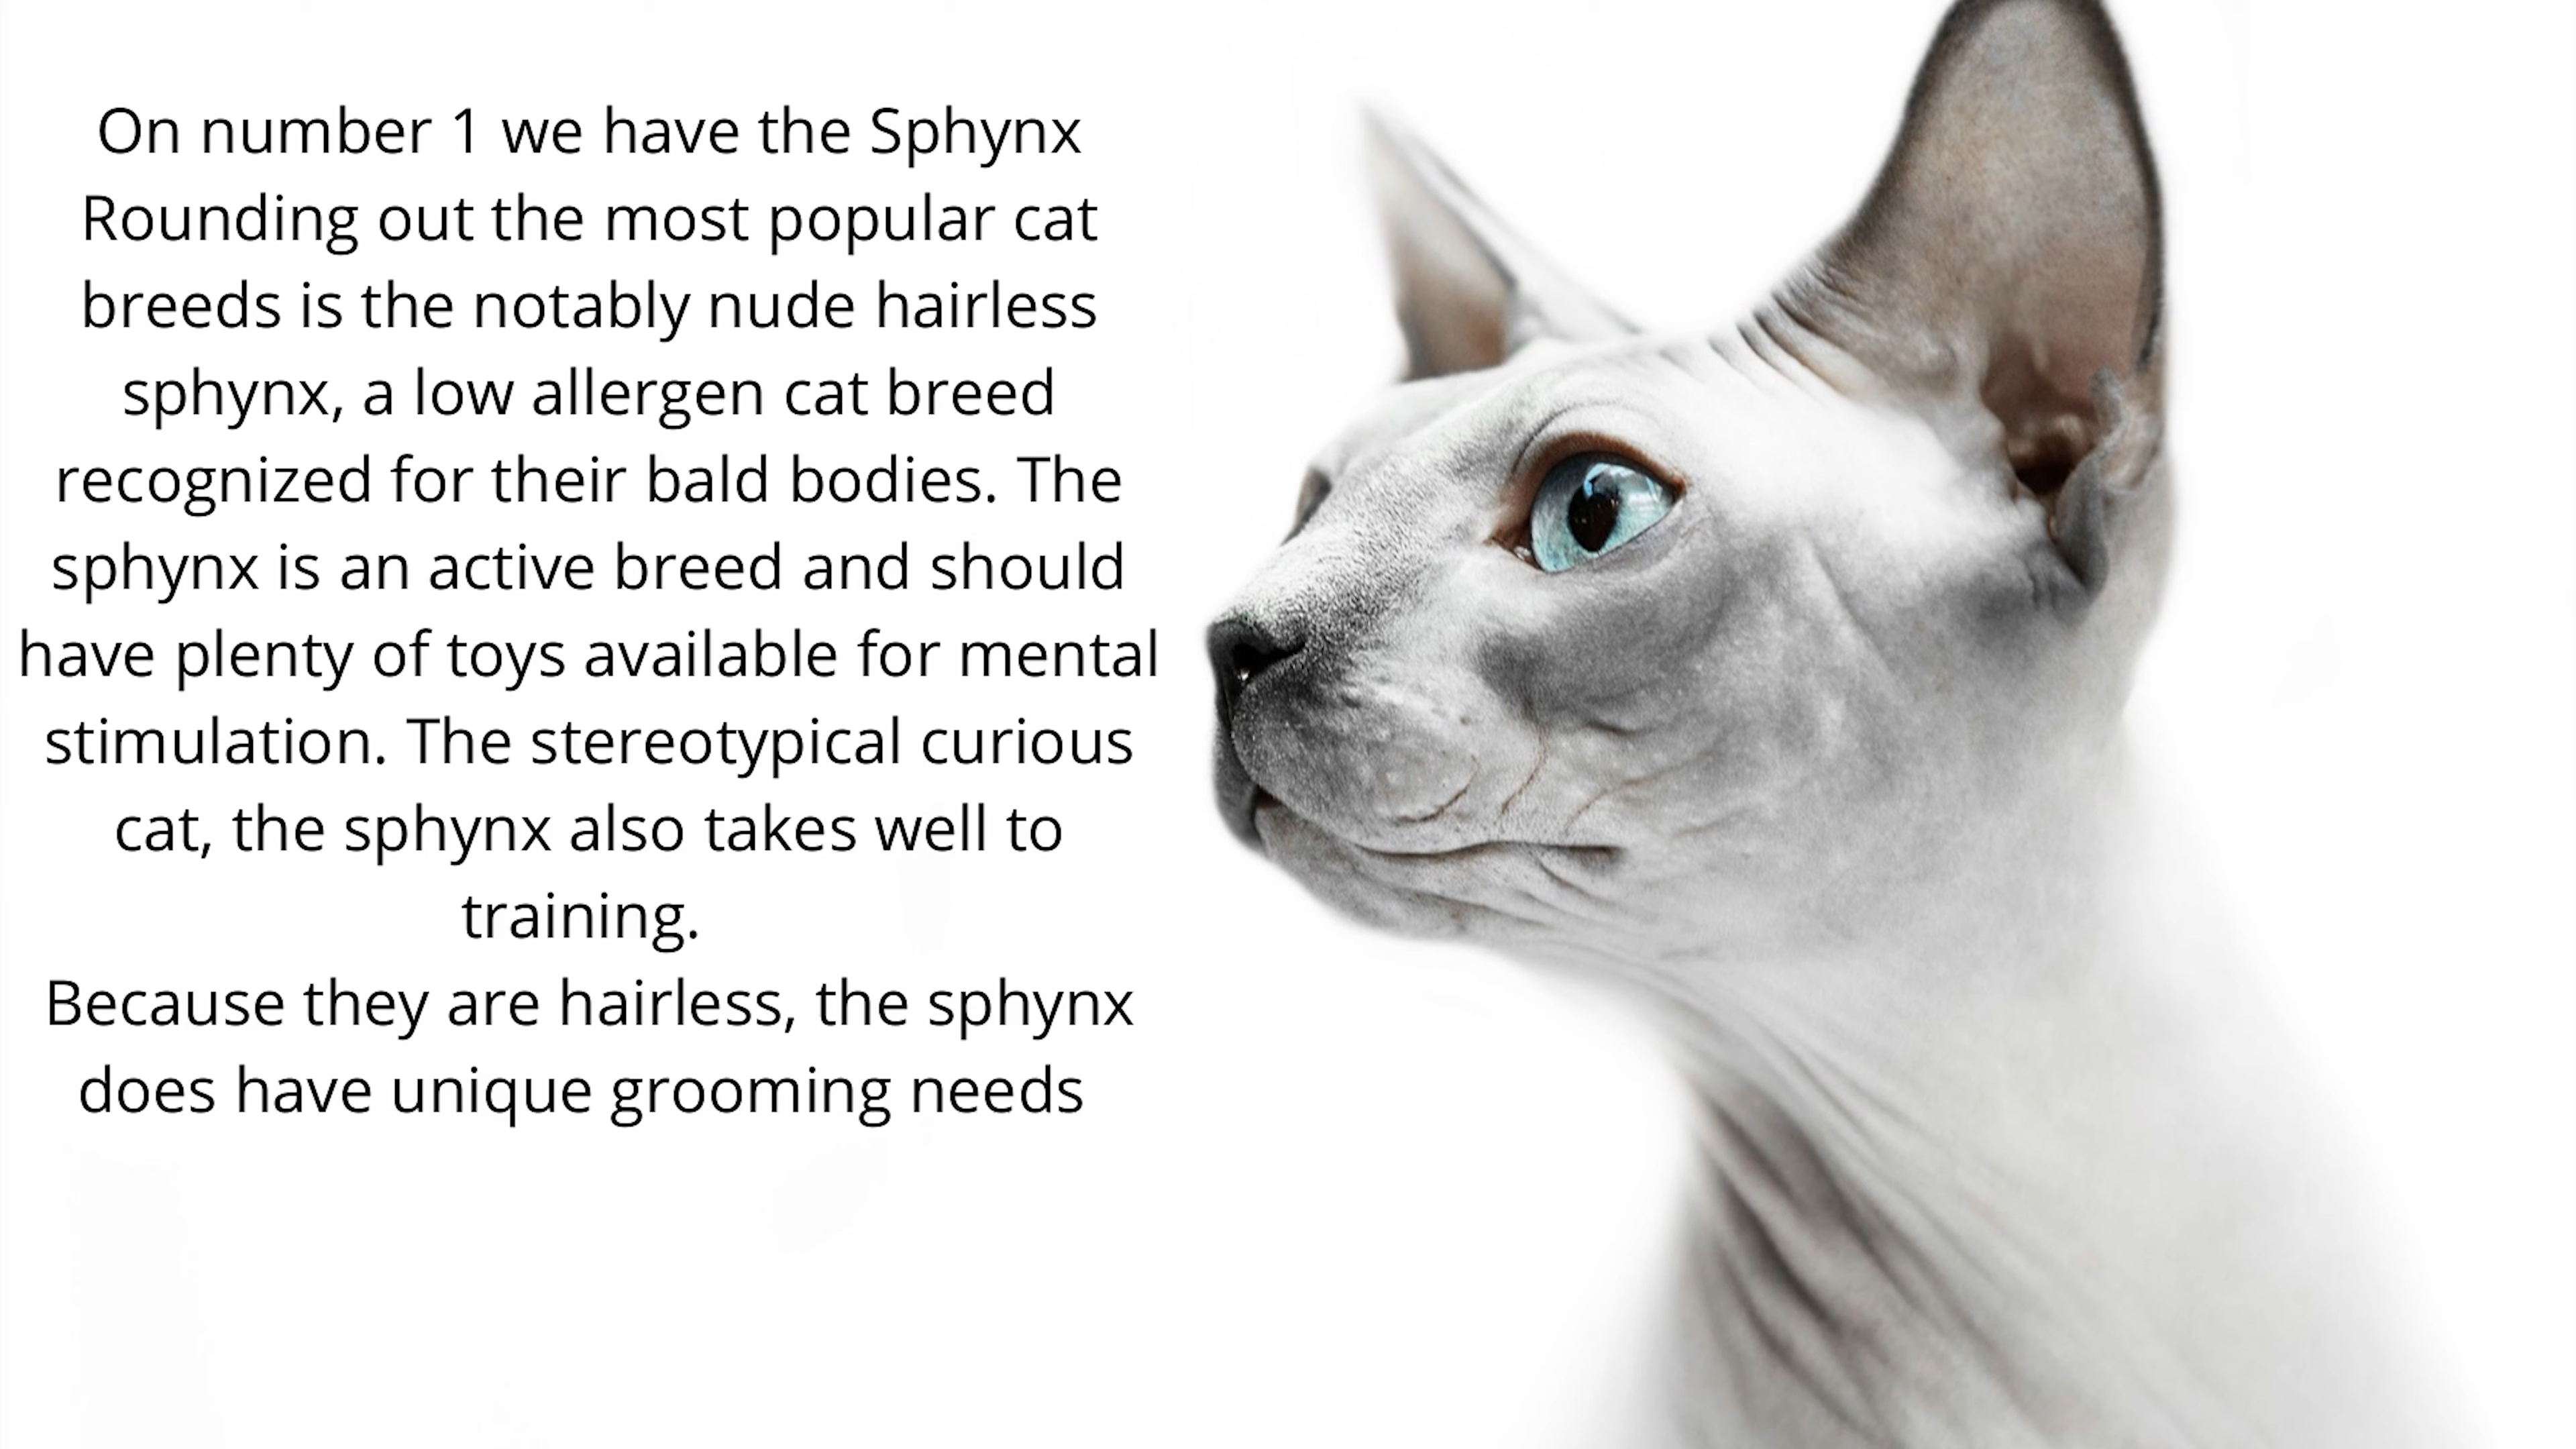 On number 1 we have the Sphynx
Rounding out the most popular cat
breeds is the notably nude hairless
sphynx, a low allergen cat breed
recognized for their bald bodies. The
sphynx is an active breed and should
have plenty of toys available for mental
stimulation. The stereotypical curious
cat, the sphynx also takes well to
training.
Because they are hairless, the sphynx
does have unique grooming needs